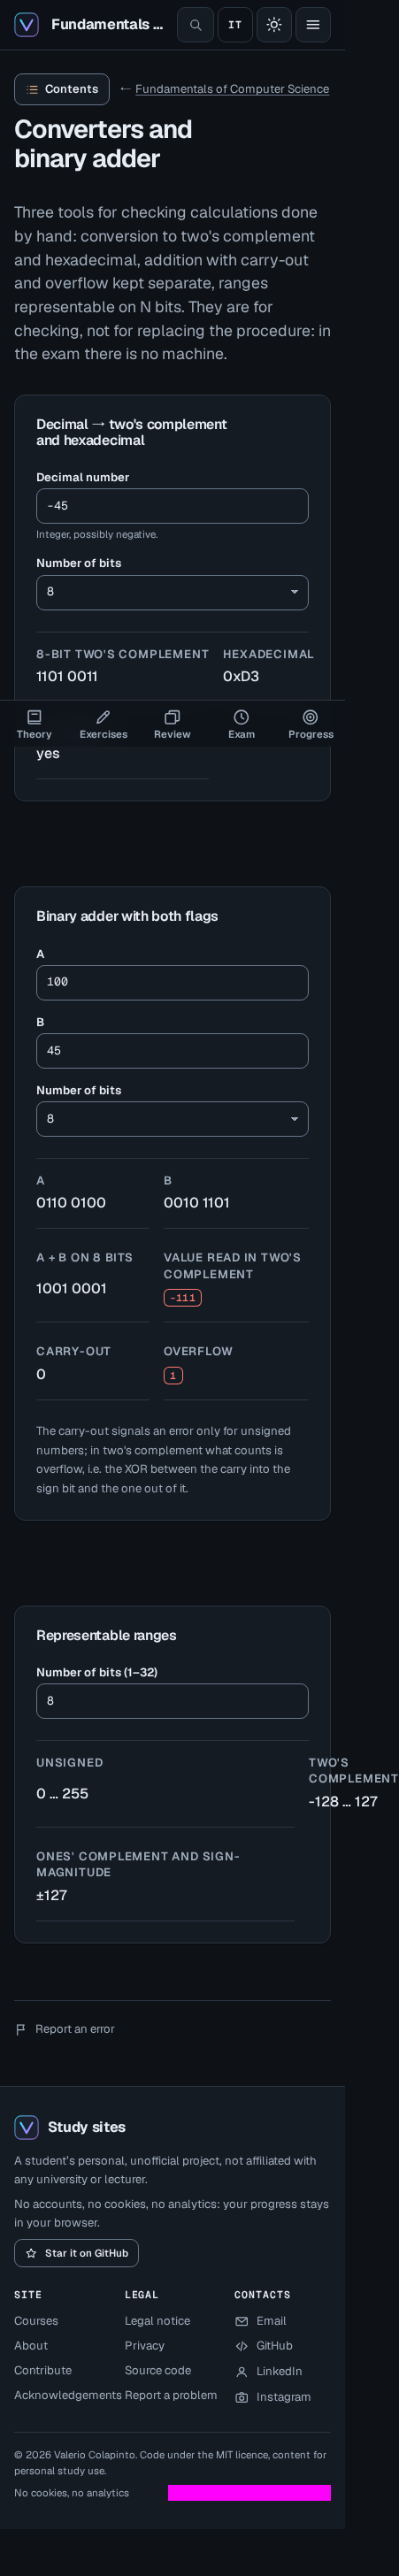 Fundamentals ...
IT
Contents
← Fundamentals of Computer Science
Converters and
binary adder
Three tools for checking calculations done
by hand: conversion to two's complement
and hexadecimal, addition with carry-out
and overflow kept separate, ranges
representable on N bits. They are for
checking, not for replacing the procedure: in
the exam there is no machine.
Decimal → two's complement
and hexadecimal
Decimal number
-45
Integer, possibly negative.
Number of bits
8
8-BIT TWO'S COMPLEMENT
1101 0011
HEXADECIMAL
0xD3
Theory
Exercises
Review
Exam
Progress
yes
Binary adder with both flags
A
100
B
45
Number of bits
8
A
0110 0100
B
0010 1101
A + B ON 8 BITS
1001 0001
VALUE READ IN TWO'S
COMPLEMENT
-111
CARRY-OUT
0
OVERFLOW
1
The carry-out signals an error only for unsigned
numbers; in two's complement what counts is
overflow, i.e. the XOR between the carry into the
sign bit and the one out of it.
Representable ranges
Number of bits (1–32)
8
UNSIGNED
0 … 255
TWO'S
COMPLEMENT
-128 … 127
ONES' COMPLEMENT AND SIGN-
MAGNITUDE
±127
Report an error
Study sites
A student's personal, unofficial project, not affiliated with
any university or lecturer.
No accounts, no cookies, no analytics: your progress stays
in your browser.
Star it on GitHub
SITE
Courses
About
Contribute
Acknowledgements
LEGAL
Legal notice
Privacy
Source code
Report a problem
CONTACTS
Email
GitHub
LinkedIn
Instagram
© 2026 Valerio Colapinto. Code under the MIT licence, content for
personal study use.
No cookies, no analytics